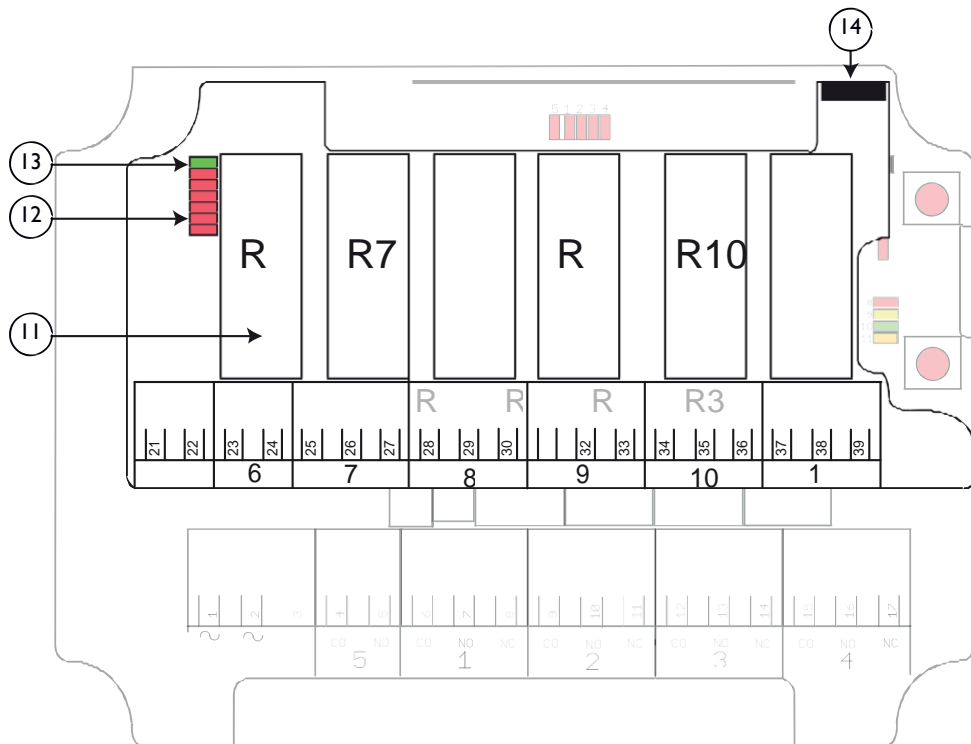 14
5 1 2 3 4
13
12
R R7 R R10
11
R R R R3
21 22 23 24 25 26 27 28 29 30 32 33 34 35 36 37 38 39
6 7 8 9 10 1
1 2 3 4 5 6 7 8 9 10 11 12 13 14 15 16 17
~ ~ CO NO CO NO NC CO NO NC CO NO NC CO NO NC
5 1 2 3 4